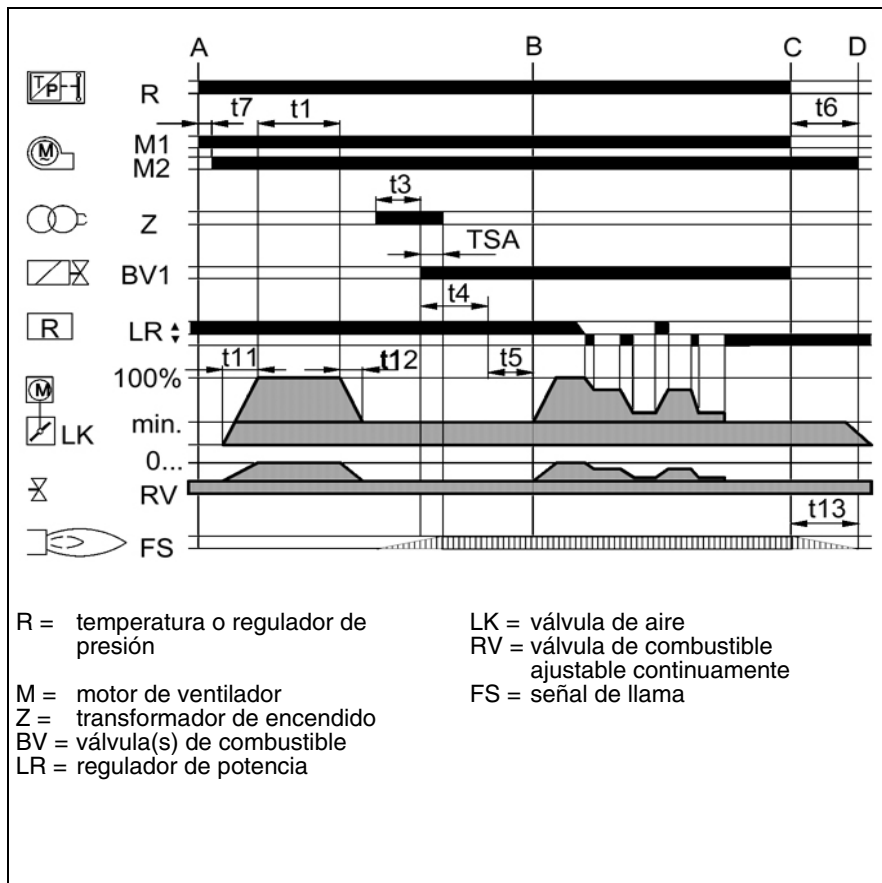 A B C D
T/P R
t7 t1 t6
M M1
M2
t3
Z
TSA
BV1
t4
R LR
t11 t12 t5
100%
M
min.
LK
0...
RV
t13
FS
R = temperatura o regulador de
presión
M = motor de ventilador
Z = transformador de encendido
BV = válvula(s) de combustible
LR = regulador de potencia
LK = válvula de aire
RV = válvula de combustible
ajustable continuamente
FS = señal de llama